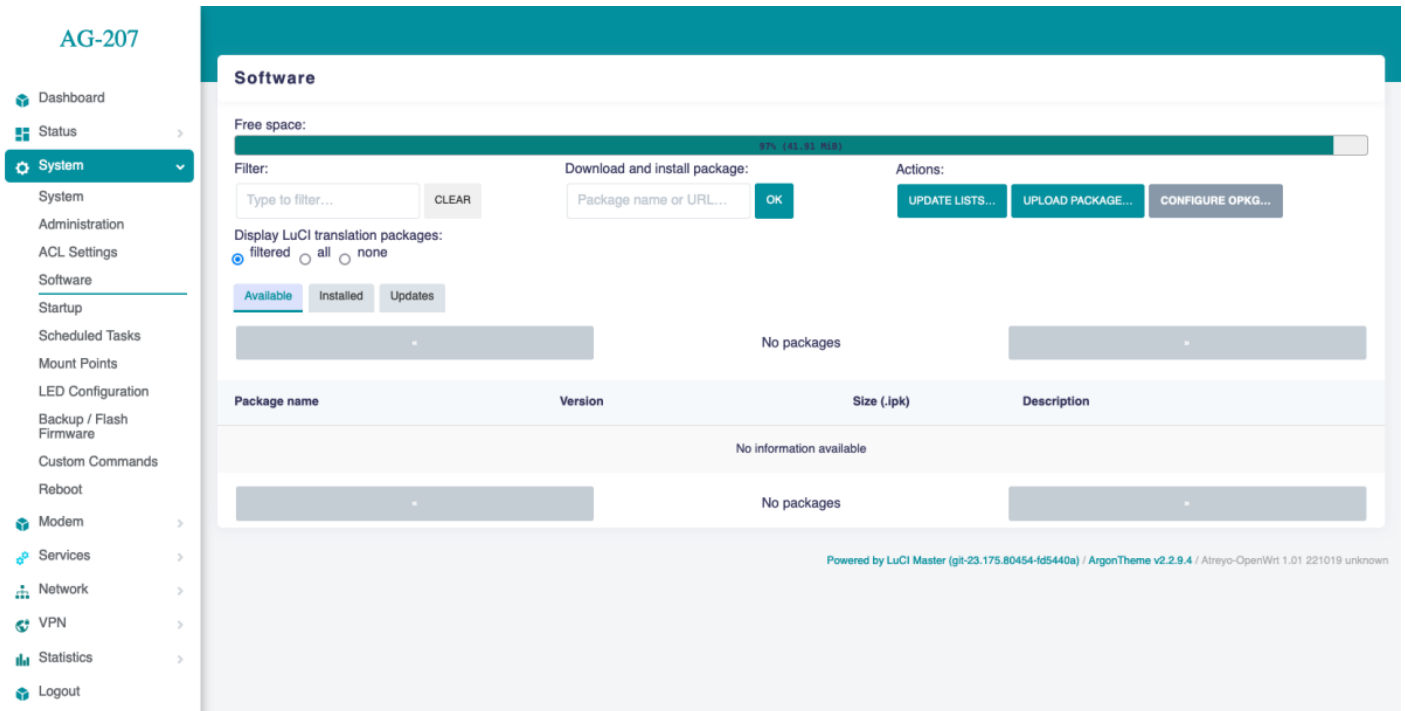 AG-207
Dashboard
Status
System
System
Administration
ACL Settings
Software
Startup
Scheduled Tasks
Mount Points
LED Configuration
Backup / Flash
Firmware
Custom Commands
Reboot
Modem
Services
Network
VPN
Statistics
Logout
Software
Free space:
97% (41.91 MiB)
Filter:
Type to filter...
CLEAR
Download and install package:
Package name or URL...
OK
Actions:
UPDATE LISTS...
UPLOAD PACKAGE...
CONFIGURE OPKG...
Display LuCI translation packages:
filtered all none
Available Installed Updates
« No packages »
Package name Version Size (.ipk) Description
No information available
« No packages »
Powered by LuCI Master (git-23.175.80454-fd5440a) / ArgonTheme v2.2.9.4 / Atreyo-OpenWrt 1.01 221019 unknown